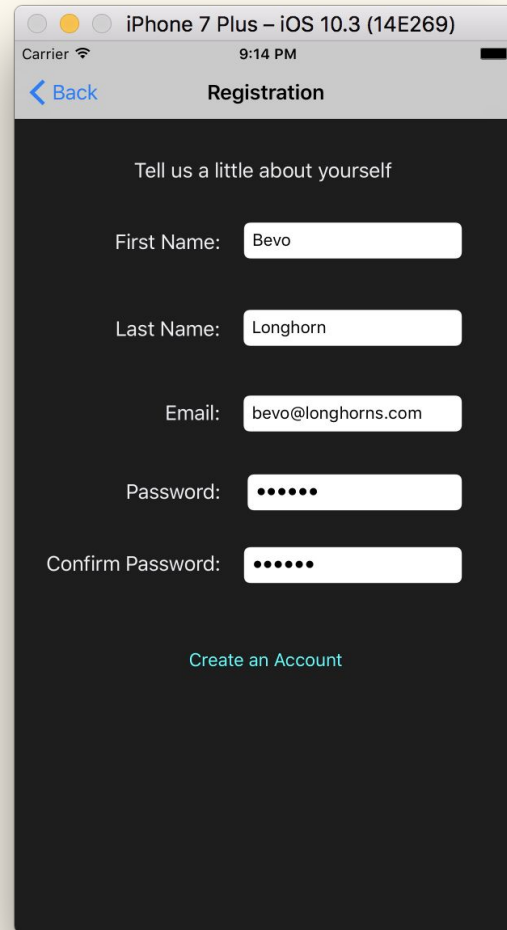 iPhone 7 Plus – iOS 10.3 (14E269)
Carrier 9:14 PM
Back Registration
Tell us a little about yourself
First Name: Bevo
Last Name: Longhorn
Email: bevo@longhorns.com
Password: ••••••
Confirm Password: ••••••
Create an Account